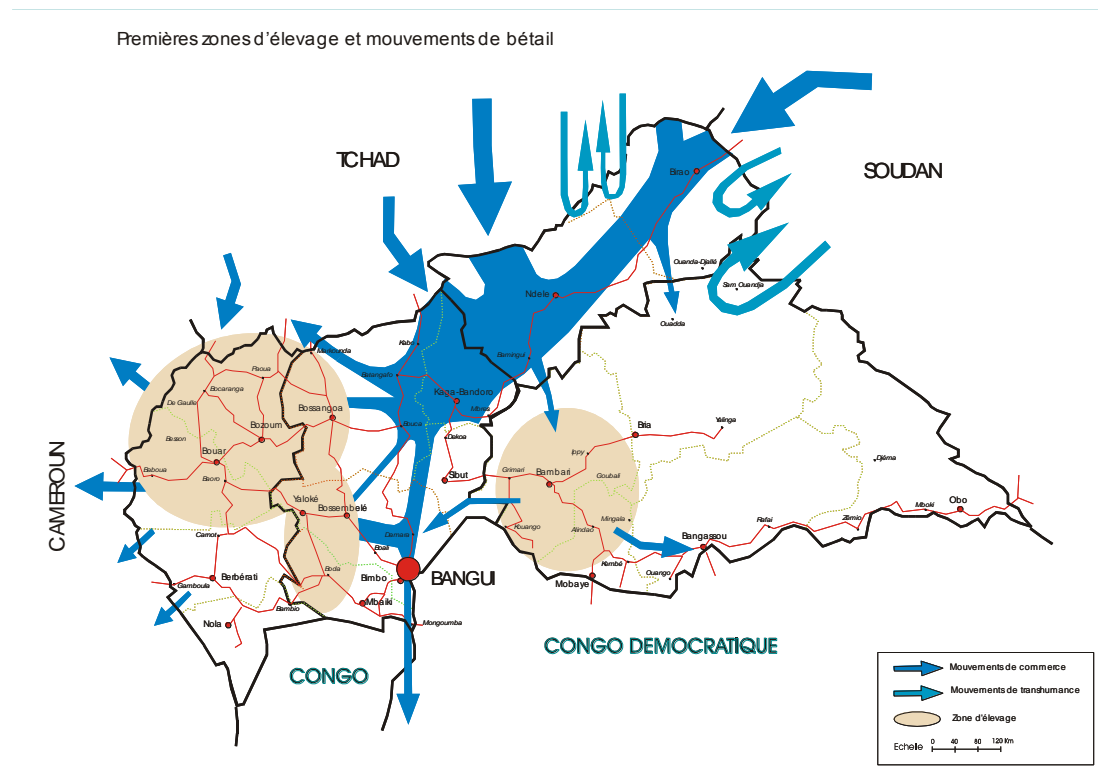 Premières zones d'élevage et mouvements de bétail
TCHAD
SOUDAN
Birao
Ouanda-Djallé
Sam Ouandja
Ndele
Ouadda
Kabo
Markounda
Bamingui
Paoua
Batangafo
Bocaranga
Kaga-Bandoro
De Gaulle
Mbres
Bossangoa
Bouca
Yalinga
Bozoum
Bria
Besson
Dekoa
Ippy
Bouar
Djéma
Baboua
Grimari
Bambari
Goubali
Baoro
Sibut
CAMEROUN
Yaloké
Obo
Bossembelé
Mboki
Mingala
Zémio
Kouango
Alindao
Rafai
Carnot
Damara
Bangassou
Boali
Kembé
Boda
Ouango
Berbérati
Bimbo
BANGUI
Mobaye
Gamboula
Bambio
Mbaiki
Nola
Mongoumba
CONGO DEMOCRATIQUE
CONGO
Mouvements de commerce
Mouvements de transhumance
Zone d'élevage
Echelle 0 40 80 120 Km